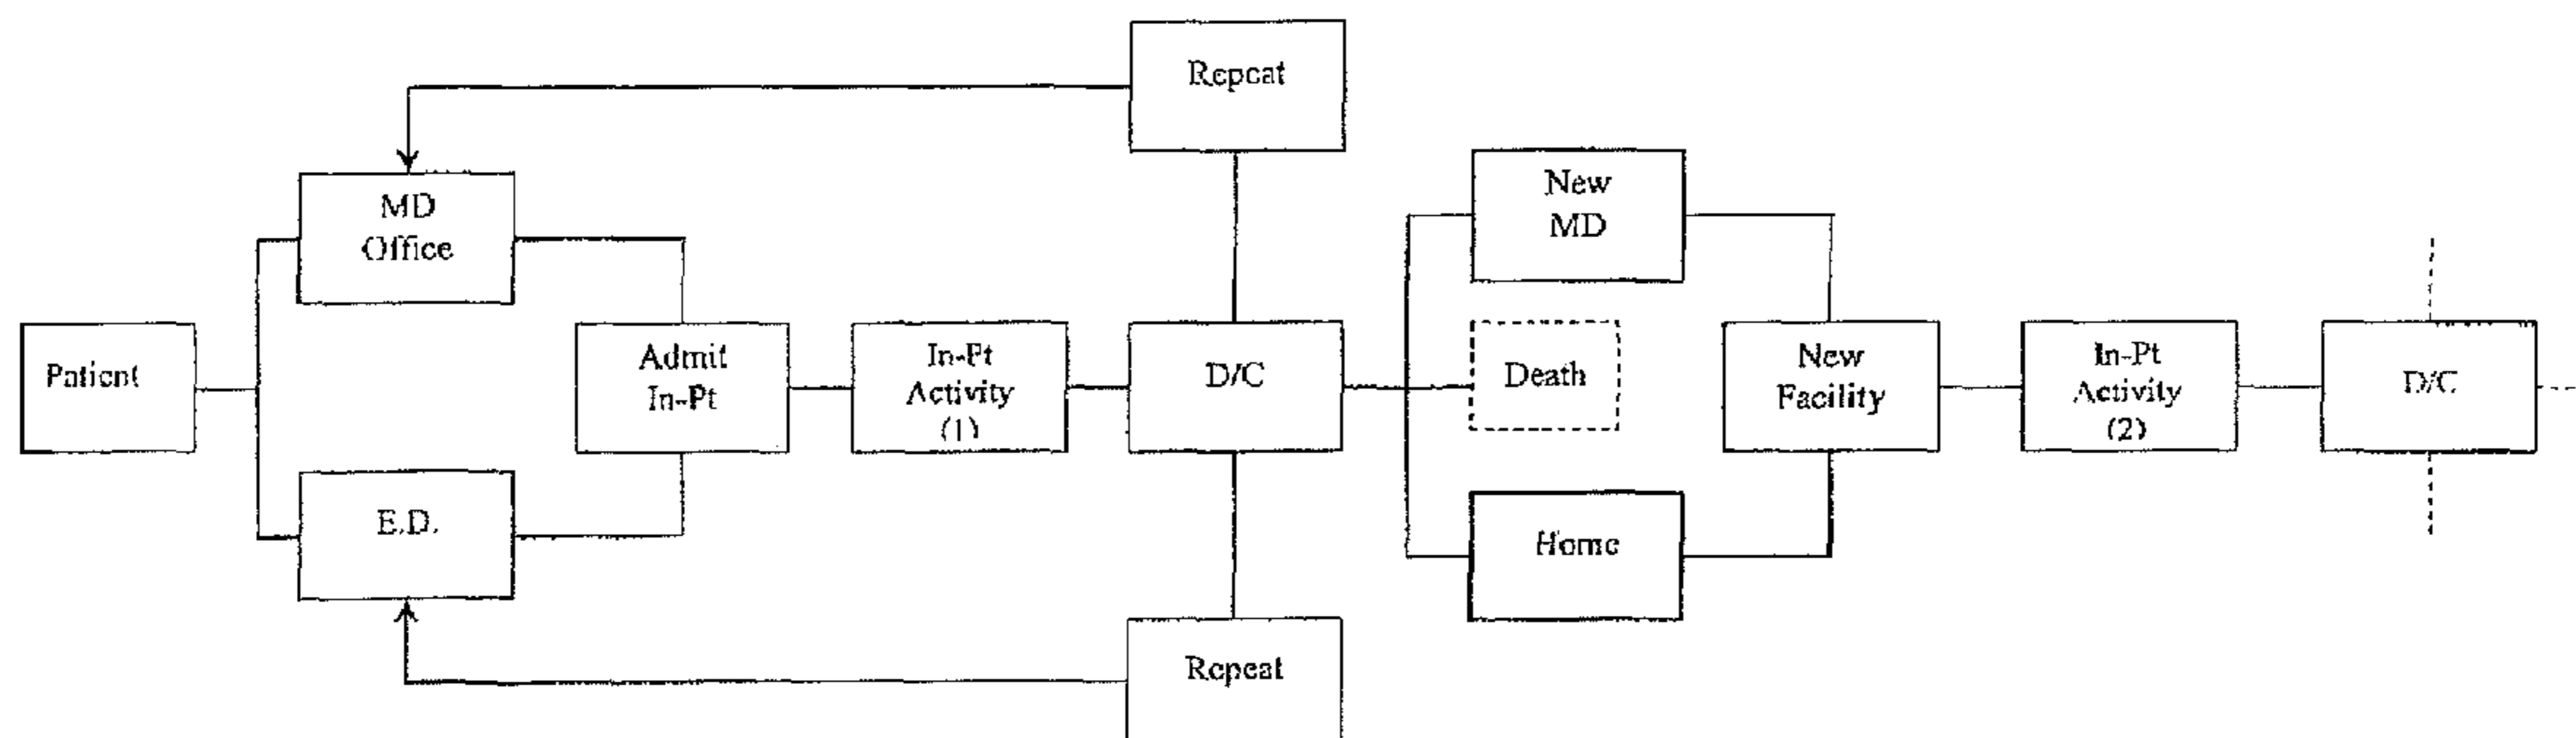 Repeat
MD
Office
New
MD
Patient
Admit
In-Pt
In-Pt
Activity
(1)
D/C
Death
New
Facility
In-Pt
Activity
(2)
D/C
E.D.
Home
Repeat